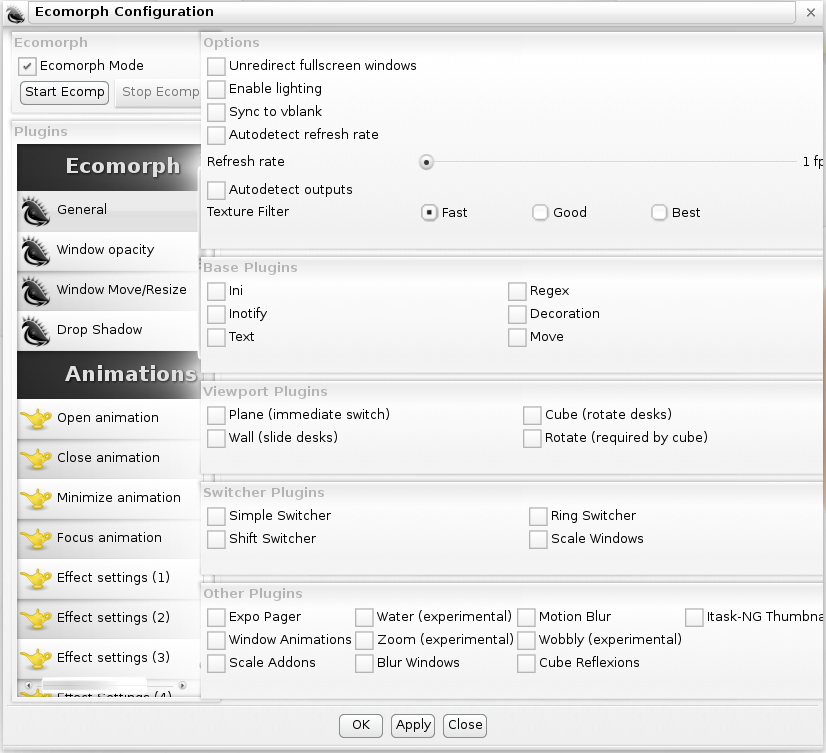 Ecomorph Configuration
Ecomorph
Ecomorph Mode
Start Ecomp
Stop Ecomp
Plugins
Ecomorph
General
Window opacity
Window Move/Resize
Drop Shadow
Animations
Open animation
Close animation
Minimize animation
Focus animation
Effect settings (1)
Effect settings (2)
Effect settings (3)
Effect Settings (4)
Options
Unredirect fullscreen windows
Enable lighting
Sync to vblank
Autodetect refresh rate
Refresh rate 1 fp
Autodetect outputs
Texture Filter Fast Good Best
Base Plugins
Ini Regex
Inotify Decoration
Text Move
Viewport Plugins
Plane (immediate switch) Cube (rotate desks)
Wall (slide desks) Rotate (required by cube)
Switcher Plugins
Simple Switcher Ring Switcher
Shift Switcher Scale Windows
Other Plugins
Expo Pager Water (experimental) Motion Blur Itask-NG Thumbna
Window Animations Zoom (experimental) Wobbly (experimental)
Scale Addons Blur Windows Cube Reflexions
OK Apply Close